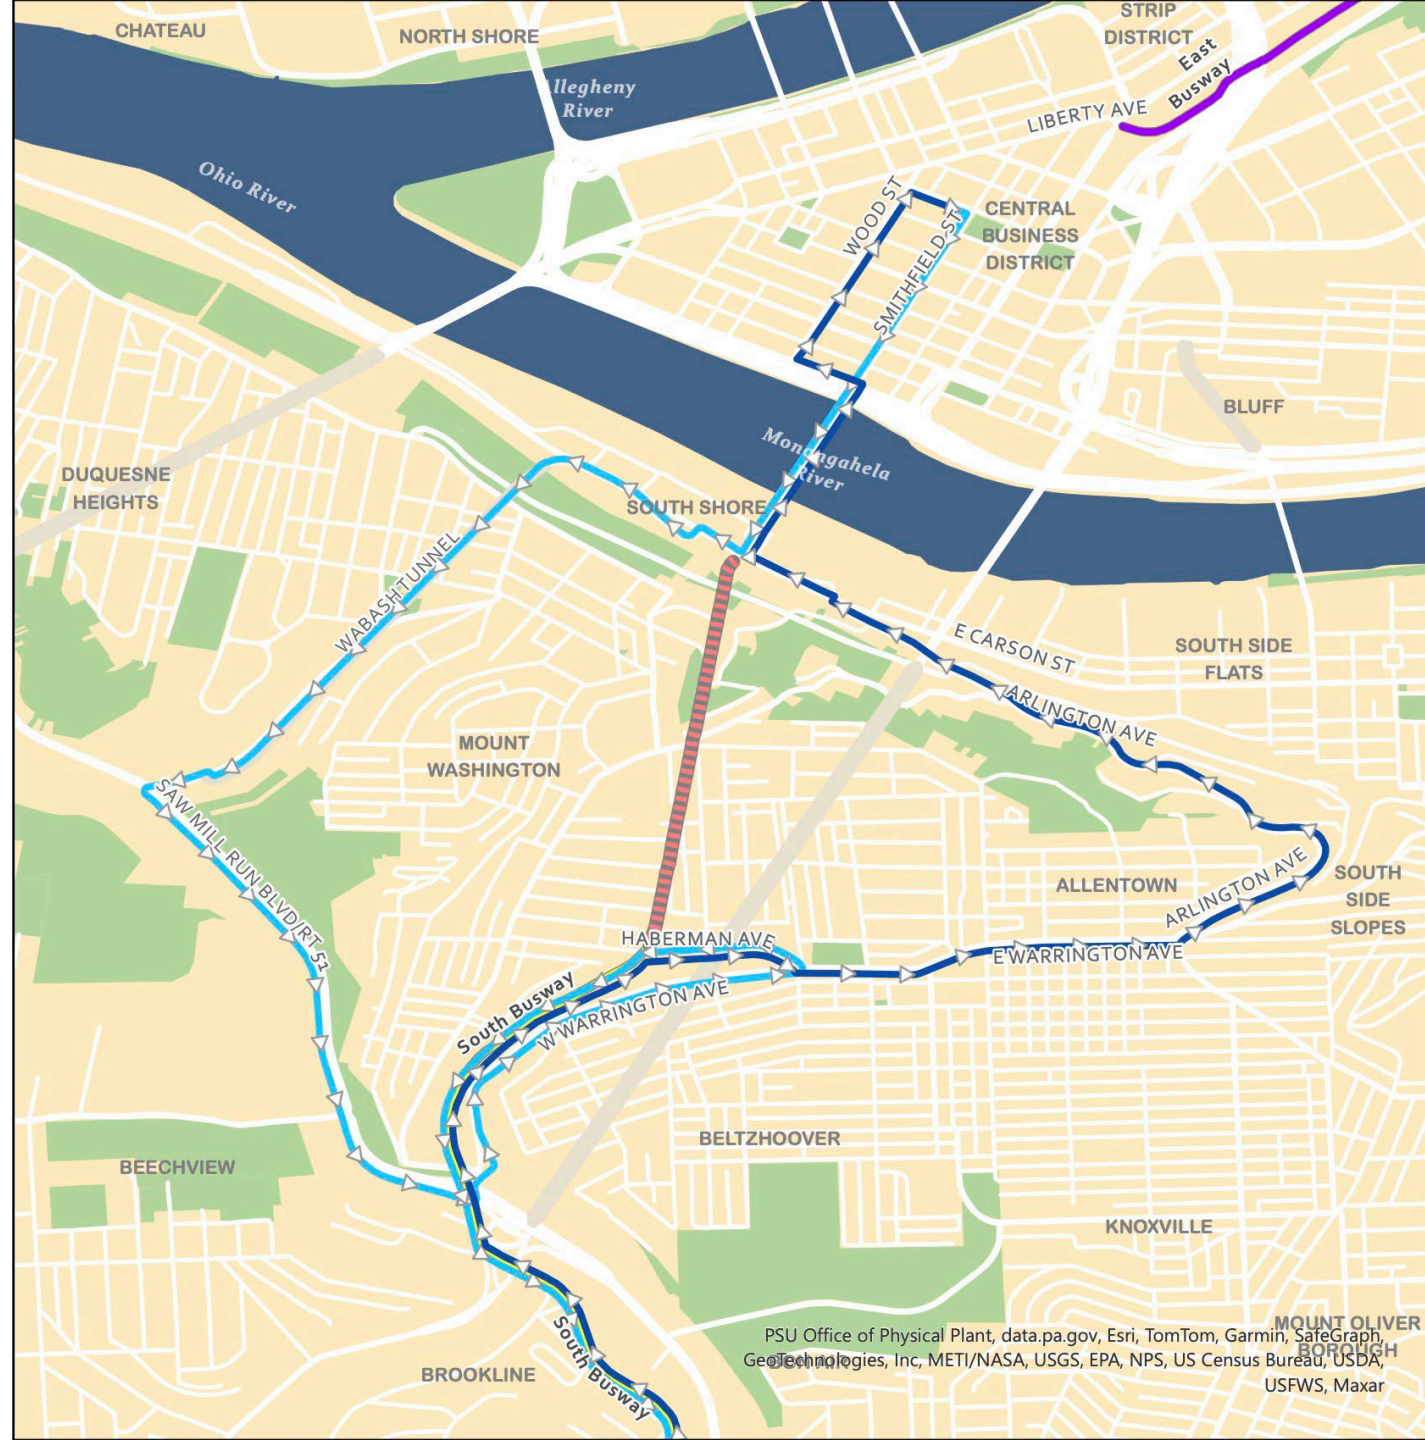 CHATEAU
NORTH SHORE
STRIP
DISTRICT
East
Busway
Allegheny
River
LIBERTY AVE
Ohio River
WOOD ST
SMITHFIELD ST
CENTRAL
BUSINESS
DISTRICT
BLUFF
Monongahela
River
DUQUESNE
HEIGHTS
SOUTH SHORE
WABASH TUNNEL
E CARSON ST
SOUTH SIDE
FLATS
ARLINGTON AVE
MOUNT
WASHINGTON
SAW MILL RUN BLVD/RT 51
ALLENTOWN
ARLINGTON AVE
SOUTH
SIDE
SLOPES
HABERMAN AVE
E WARRINGTON AVE
South Busway
W WARRINGTON AVE
BELTZHOOVER
BEECHVIEW
KNOXVILLE
South Busway
BROOKLINE
MOUNT OLIVER
BOROUGH
BON AIR
PSU Office of Physical Plant, data.pa.gov, Esri, TomTom, Garmin, SafeGraph,
GeoTechnologies, Inc, METI/NASA, USGS, EPA, NPS, US Census Bureau, USDA,
USFWS, Maxar